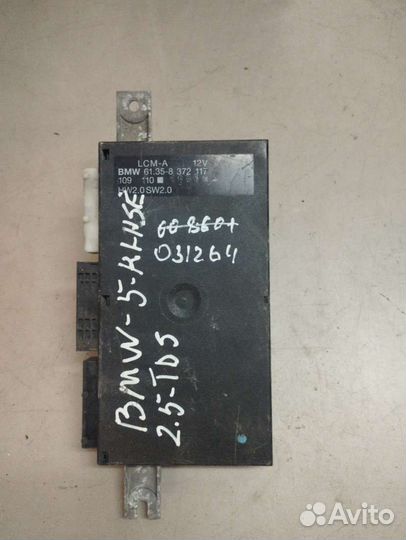 LCM-A 12V
BMW 61.35-8 372 117
109 110
HW2.0 SW2.0
031264
BMW-5-KLNSE
2.5-TDS
Avito